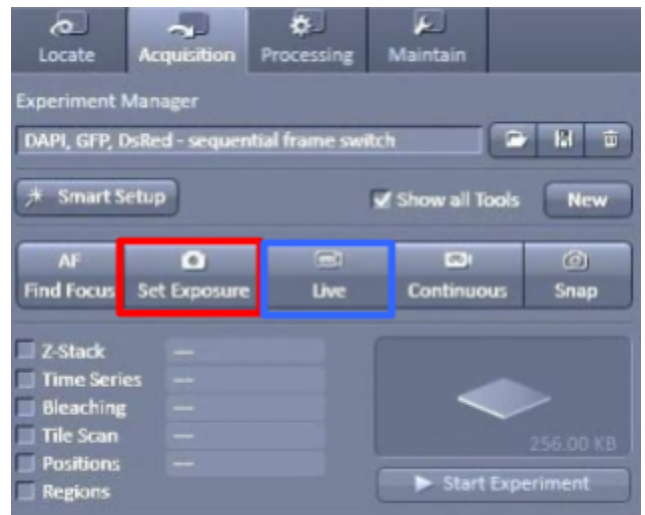 Locate Acquisition Processing Maintain
Experiment Manager
DAPI, GFP, DsRed - sequential frame switch
Smart Setup Show all Tools New
AF
Find Focus Set Exposure Live Continuous Snap
Z-Stack ---
Time Series ---
Bleaching ---
Tile Scan ---
256.00 KB
Positions ---
Start Experiment
Regions